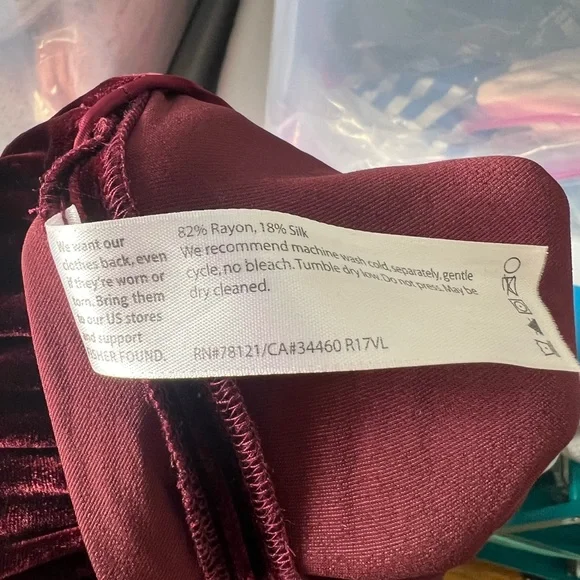 We want our
clothes back, even
if they're worn or
torn. Bring them
to our US stores
and support
FISHER FOUND.
82% Rayon, 18% Silk
We recommend machine wash cold, separately, gentle
cycle, no bleach. Tumble dry low. Do not press. May be
dry cleaned.
RN#78121/CA#34460 R17VL